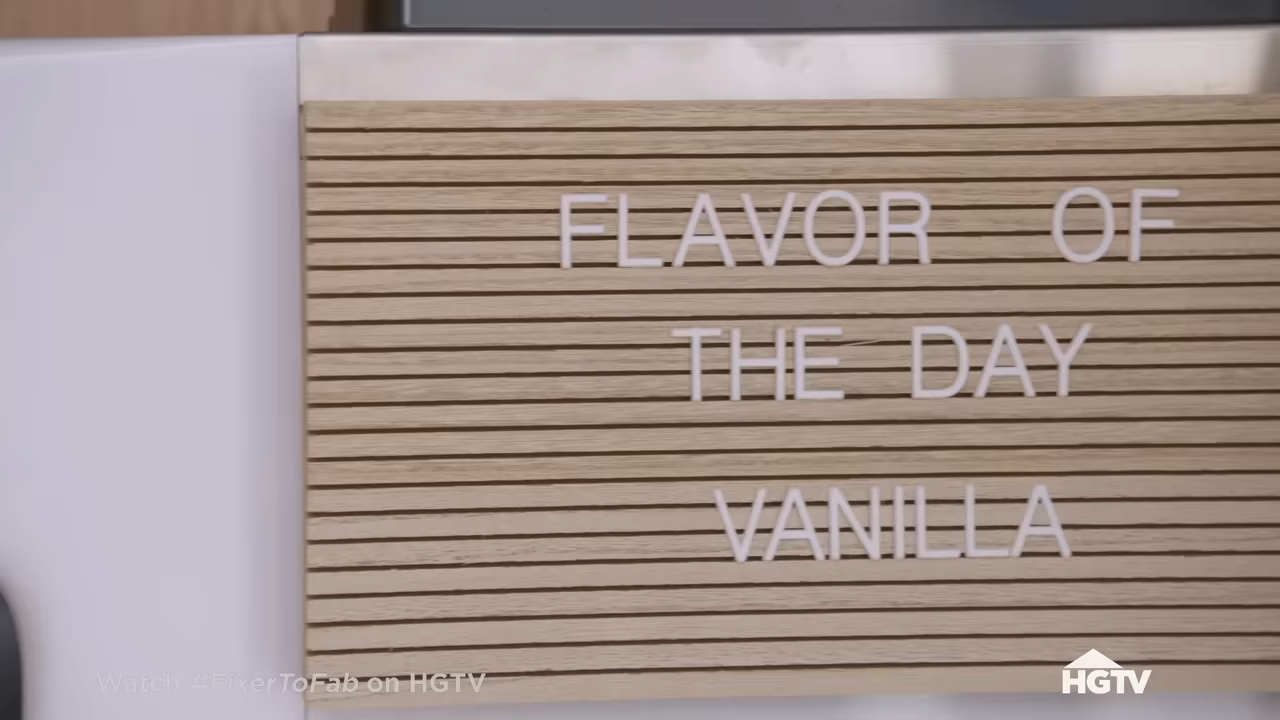 FLAVOR OF
THE DAY
VANILLA
Watch #FixerToFab on HGTV
HGTV